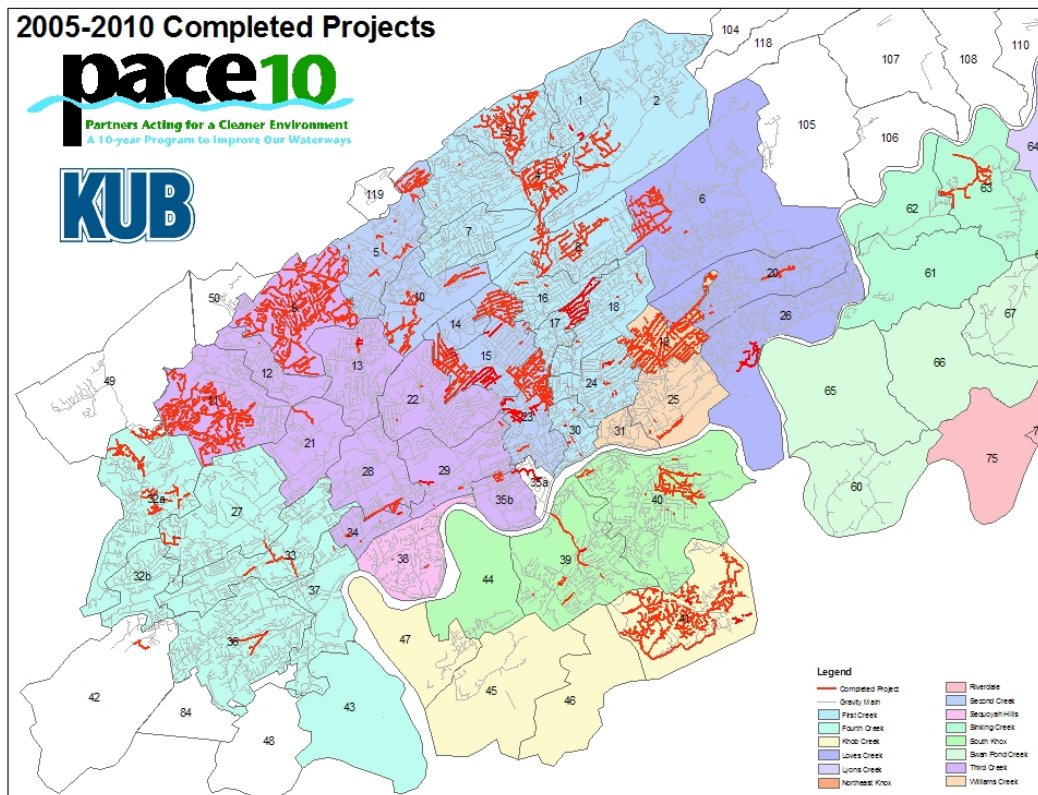 2005-2010 Completed Projects
pace10
Partners Acting for a Cleaner Environment
A 10-year Program to Improve Our Waterways
KUB
104
118
107
108
110
1
2
105
106
3
4
119
64
63
62
6
7
5
8
61
20
50
9
10
16
18
26
67
14
17
15
19
66
13
12
49
24
65
22
25
11
23
31
30
21
75
28
29
35a
60
35b
40
32a
27
34
38
33
39
32b
44
37
41
36
47
45
46
42
43
84
48
Legend
Completed Project
Gravity Main
First Creek
Fourth Creek
Knob Creek
Loves Creek
Lyons Creek
Northeast Knox
Riverdale
Second Creek
Sequoyah Hills
Sinking Creek
South Knox
Swan Pond Creek
Third Creek
Williams Creek